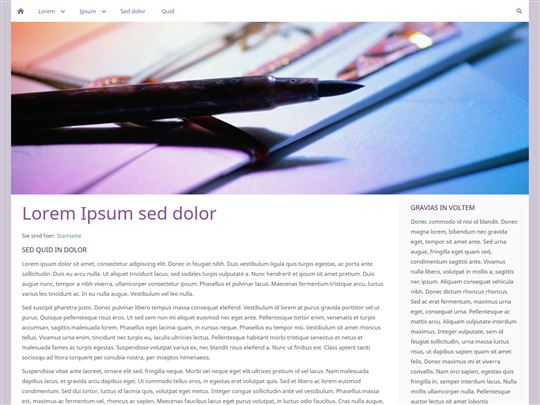 Lorem Ipsum Sed dolor Quid
Lorem Ipsum sed dolor
Sie sind hier: Startseite
SED QUID IN DOLOR
Lorem ipsum dolor sit amet, consectetur adipiscing elit. Donec in feugiat nibh. Duis vestibulum ligula quis turpis egestas, ac porta ante
sollicitudin. Duis eu arcu nulla. Ut aliquet tincidunt lacus, sed sodales turpis vulputate a. Nunc hendrerit et ipsum sit amet pretium. Duis
augue nunc, tempor a nibh viverra, ullamcorper consectetur ipsum. Phasellus et pulvinar lacus. Maecenas fermentum tristique arcu, luctus
varius leo tincidunt ac. In eu nulla augue. Vestibulum vel leo nulla.
Sed suscipit pharetra justo. Donec pulvinar libero tempus massa consequat eleifend. Vestibulum id lorem at purus gravida porttitor vel ut
purus. Quisque pellentesque risus eros. Ut sed sem non mi aliquet euismod nec eget ante. Pellentesque tortor enim, venenatis et turpis
accumsan, sagittis malesuada lorem. Phasellus eget lacinia quam, in cursus neque. Phasellus eu tempor nisi. Vestibulum sit amet rhoncus
tellus. Vivamus urna enim, tincidunt nec turpis eu, iaculis ultricies lectus. Pellentesque habitant morbi tristique senectus et netus et
malesuada fames ac turpis egestas. Suspendisse volutpat varius ex, nec blandit risus eleifend a. Nunc ut finibus est. Class aptent taciti
sociosqu ad litora torquent per conubia nostra, per inceptos himenaeos.
Suspendisse vitae ante laoreet, ornare elit sed, fringilla neque. Morbi vel neque eget elit ultrices pretium id vel lacus. Nam malesuada
dapibus lacus, et gravida arcu dapibus eget. Ut commodo tellus eros, in egestas erat volutpat quis. Sed et libero ac lorem euismod
condimentum. Sed dui tortor, luctus id lacinia quis, volutpat eget metus. Integer congue sollicitudin ante vel vestibulum. Phasellus massa
est, maximus ac fermentum vel, rhoncus ac sapien. Maecenas faucibus lacus eget purus volutpat, in luctus odio faucibus. Cras nulla augue,
GRAVIAS IN VOLTEM
Donec commodo id nisi id blandit. Donec
magna lorem, bibendum nec gravida
eget, tempor sit amet ante. Sed urna
augue, fringilla eget quam sed,
condimentum sagittis ante. Vivamus
nulla libero, volutpat in mollis a, sagittis
nec ipsum. Aliquam consequat vehicula
nibh. Donec dictum rhoncus rhoncus.
Sed ac erat fermentum, maximus urna
eget, consequat urna. Pellentesque ac
mattis arcu. Aliquam vulputate interdum
maximus. Integer vulputate, sem id
feugiat sollicitudin, urna massa luctus
risus, ut dapibus sapien quam sit amet
felis. Donec maximus mi et viverra
convallis. Nam orci sapien, egestas quis
fringilla in, semper interdum lacus. Nulla
mollis ullamcorper nulla. Duis egestas
auctor lectus sit amet lobortis